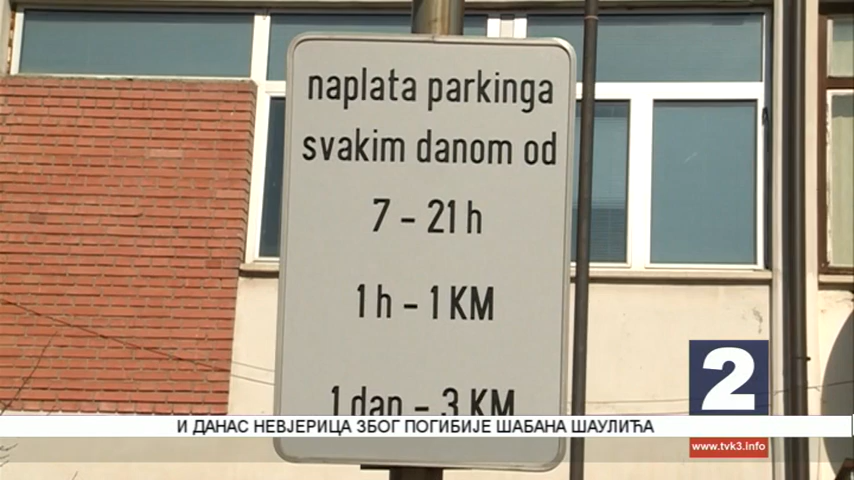 naplata parkinga
svakim danom od
7 - 21 h
1 h - 1 KM
1 dan - 3 KM
2
И ДАНАС НЕВЈЕРИЦА ЗБОГ ПОГИБИЈЕ ШАБАНА ШАУЛИЋА
www.tvk3.info